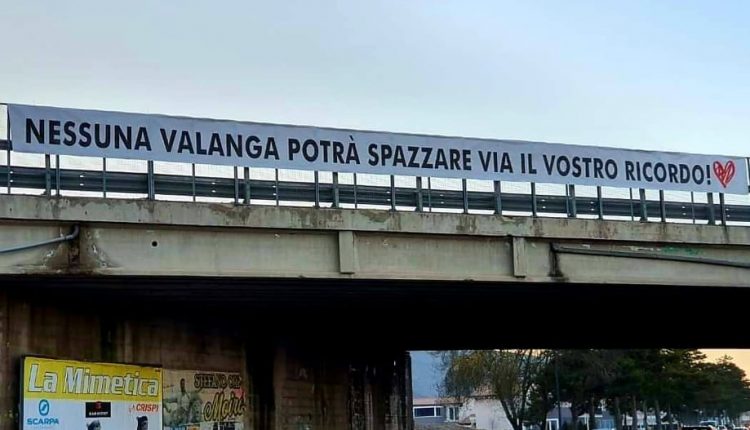 NESSUNA VALANGA POTRÀ SPAZZARE VIA IL VOSTRO RICORDO!
La Mimetica
SCARPA
CRISPI